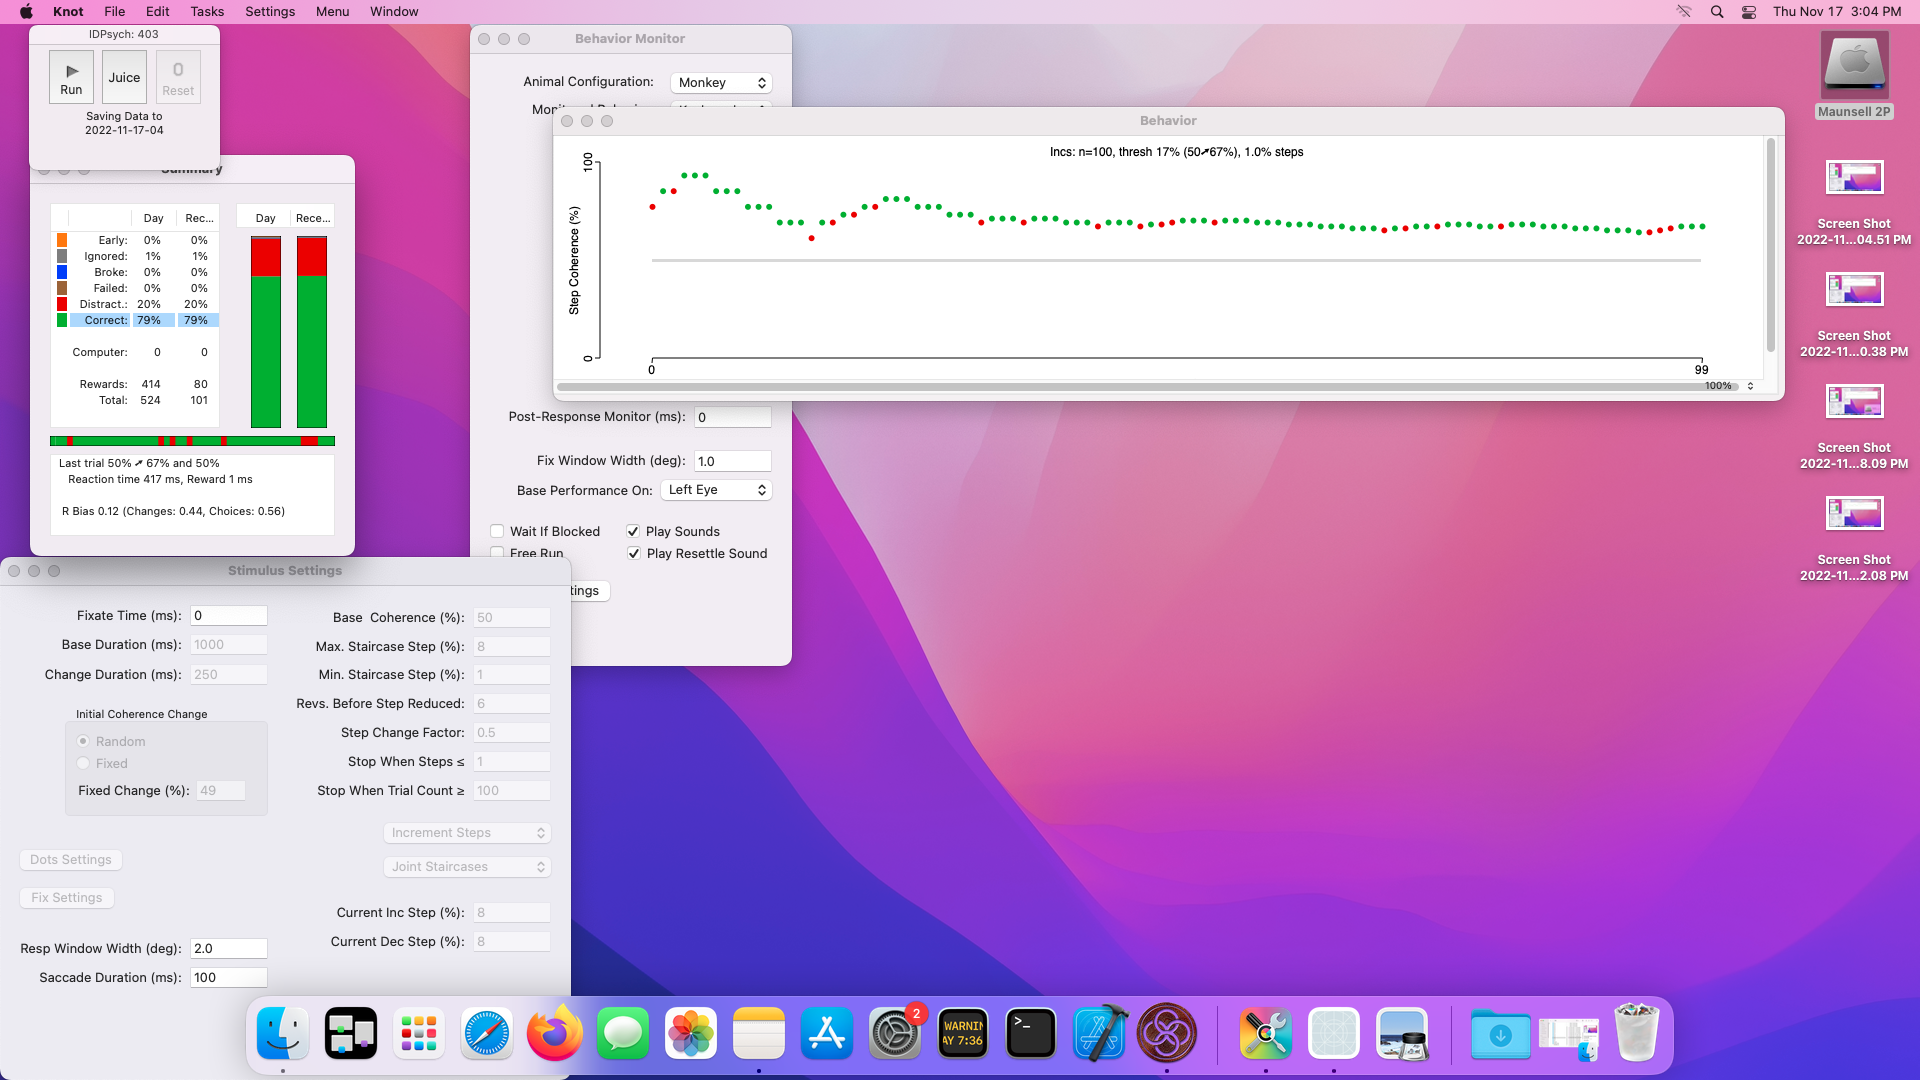 Knot File Edit Tasks Settings Menu Window Thu Nov 17 3:04 PM
IDPsych: 403
Run
Juice
0
Reset
Saving Data to
2022-11-17-04
Summary
Day Rec... Day Rece...
Early: 0% 0%
Ignored: 1% 1%
Broke: 0% 0%
Failed: 0% 0%
Distract.: 20% 20%
Correct: 79% 79%
Computer: 0 0
Rewards: 414 80
Total: 524 101
Last trial 50% ➚ 67% and 50%
Reaction time 417 ms, Reward 1 ms
R Bias 0.12 (Changes: 0.44, Choices: 0.56)
Behavior Monitor
Animal Configuration: Monkey
Behavior
Incs: n=100, thresh 17% (50➚67%), 1.0% steps
100
Step Coherence (%)
0
0 99
100%
Post-Response Monitor (ms): 0
Fix Window Width (deg): 1.0
Base Performance On: Left Eye
Wait If Blocked Play Sounds
Free Run Play Resettle Sound
tings
Stimulus Settings
Fixate Time (ms): 0
Base Duration (ms): 1000
Change Duration (ms): 250
Initial Coherence Change
Random
Fixed
Fixed Change (%): 49
Dots Settings
Fix Settings
Resp Window Width (deg): 2.0
Saccade Duration (ms): 100
Base Coherence (%): 50
Max. Staircase Step (%): 8
Min. Staircase Step (%): 1
Revs. Before Step Reduced: 6
Step Change Factor: 0.5
Stop When Steps ≤ 1
Stop When Trial Count ≥ 100
Increment Steps
Joint Staircases
Current Inc Step (%): 8
Current Dec Step (%): 8
Maunsell 2P
Screen Shot
2022-11...04.51 PM
Screen Shot
2022-11...0.38 PM
Screen Shot
2022-11...8.09 PM
Screen Shot
2022-11...2.08 PM
2
WARNIN
AY 7:36
>_